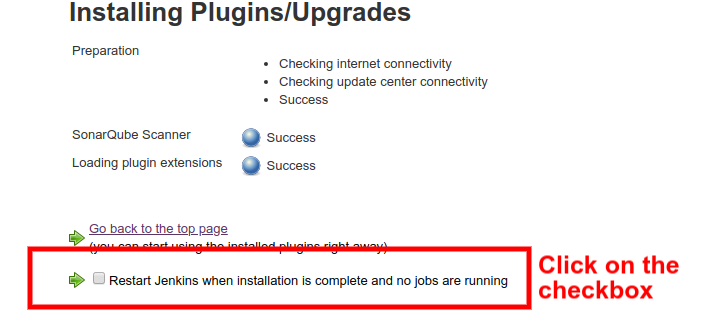 Installing Plugins/Upgrades
Preparation
Checking internet connectivity
Checking update center connectivity
Success
SonarQube Scanner Success
Loading plugin extensions Success
Go back to the top page
(you can start using the installed plugins right away)
Restart Jenkins when installation is complete and no jobs are running
Click on the
checkbox